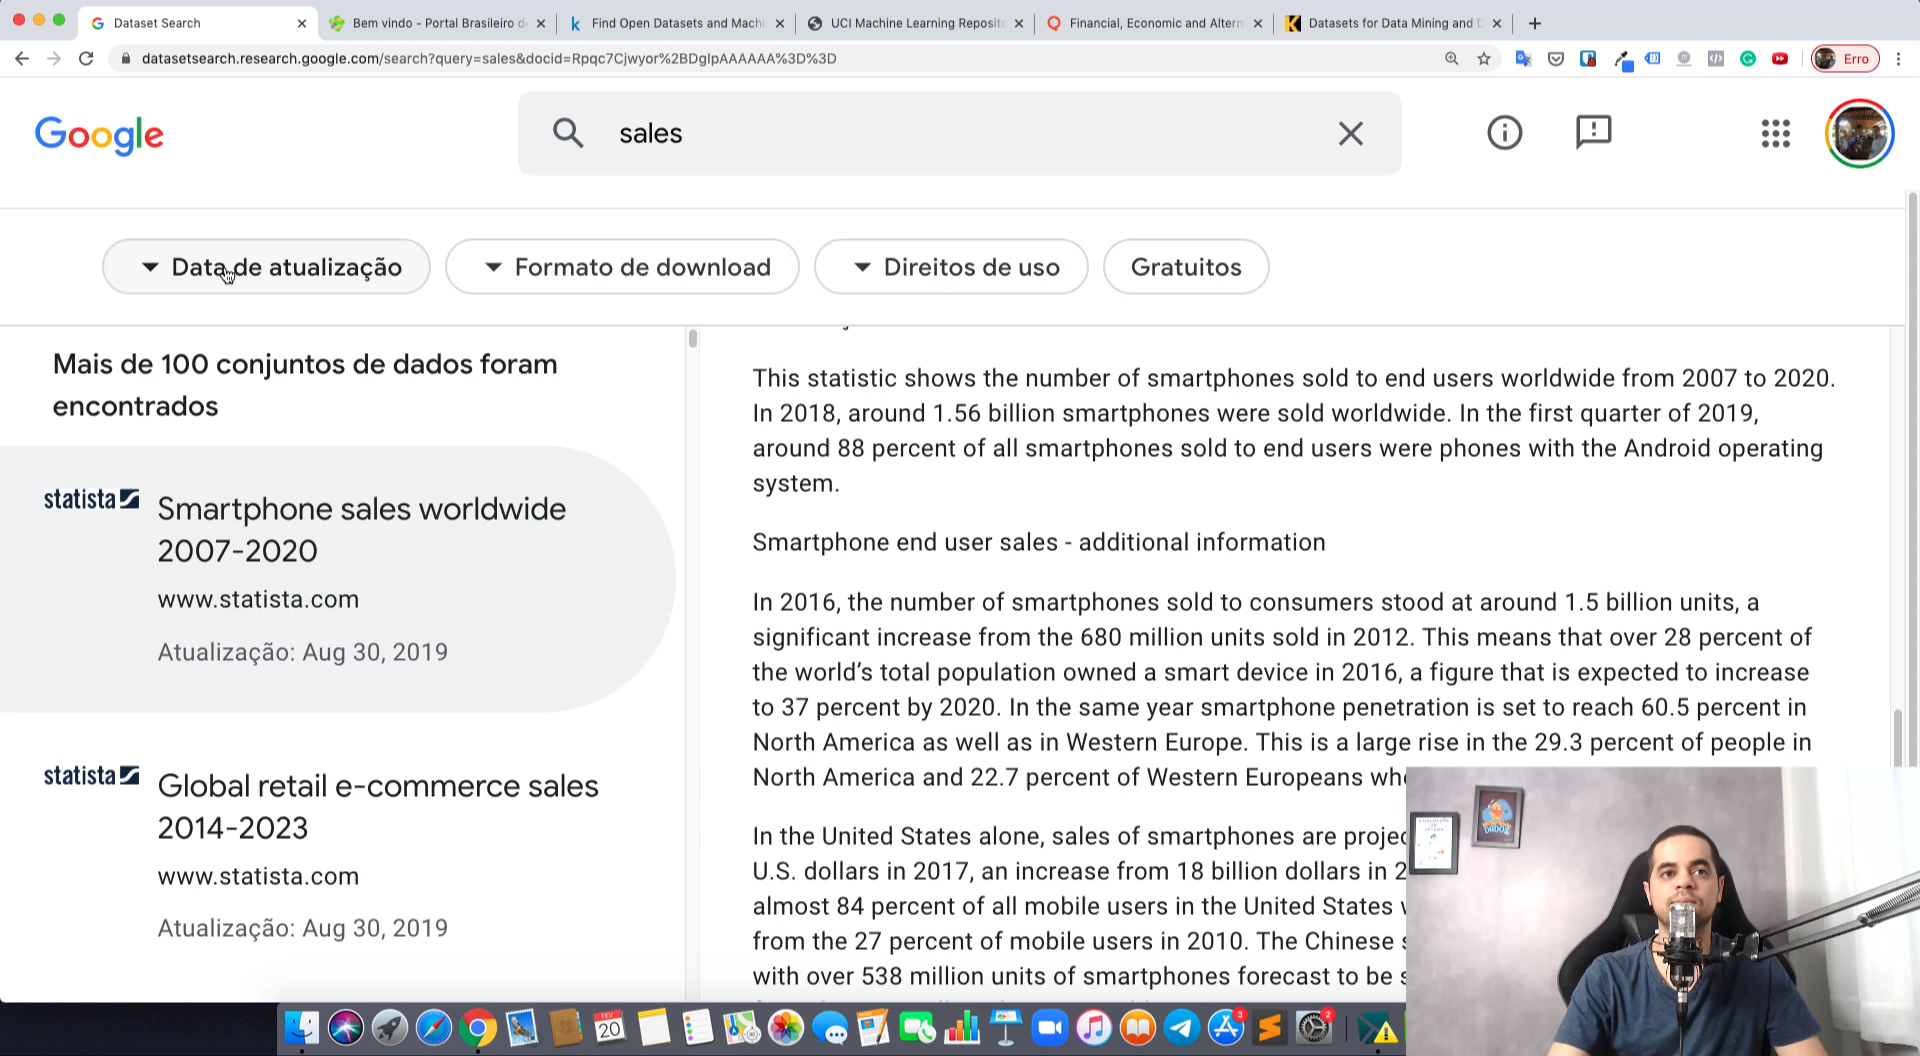 Dataset Search
Bem vindo - Portal Brasileiro d
Find Open Datasets and Machi
UCI Machine Learning Reposito
Financial, Economic and Altern
Datasets for Data Mining and D
datasetsearch.research.google.com/search?query=sales&docid=Rpqc7Cjwyor%2BDglpAAAAAA%3D%3D
Erro
Google
sales
Data de atualização
Formato de download
Direitos de uso
Gratuitos
Mais de 100 conjuntos de dados foram
encontrados
statista
Smartphone sales worldwide
2007-2020
www.statista.com
Atualização: Aug 30, 2019
statista
Global retail e-commerce sales
2014-2023
www.statista.com
Atualização: Aug 30, 2019
This statistic shows the number of smartphones sold to end users worldwide from 2007 to 2020.
In 2018, around 1.56 billion smartphones were sold worldwide. In the first quarter of 2019,
around 88 percent of all smartphones sold to end users were phones with the Android operating
system.
Smartphone end user sales - additional information
In 2016, the number of smartphones sold to consumers stood at around 1.5 billion units, a
significant increase from the 680 million units sold in 2012. This means that over 28 percent of
the world's total population owned a smart device in 2016, a figure that is expected to increase
to 37 percent by 2020. In the same year smartphone penetration is set to reach 60.5 percent in
North America as well as in Western Europe. This is a large rise in the 29.3 percent of people in
North America and 22.7 percent of Western Europeans who
In the United States alone, sales of smartphones are projec
U.S. dollars in 2017, an increase from 18 billion dollars in 2
almost 84 percent of all mobile users in the United States
from the 27 percent of mobile users in 2010. The Chinese
with over 538 million units of smartphones forecast to be
FEV
20
3
2